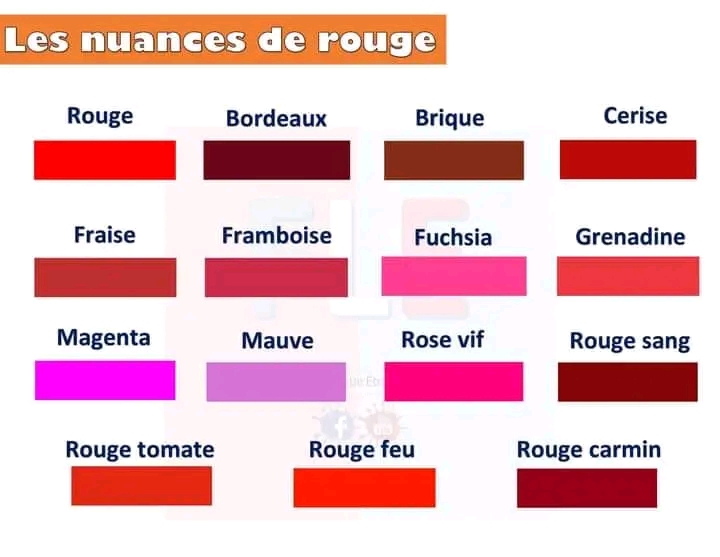 Les nuances de rouge
Rouge Bordeaux Brique Cerise
Fraise Framboise Fuchsia Grenadine
FLE
Magenta Mauve Rose vif Rouge sang
Rouge tomate Rouge feu Rouge carmin